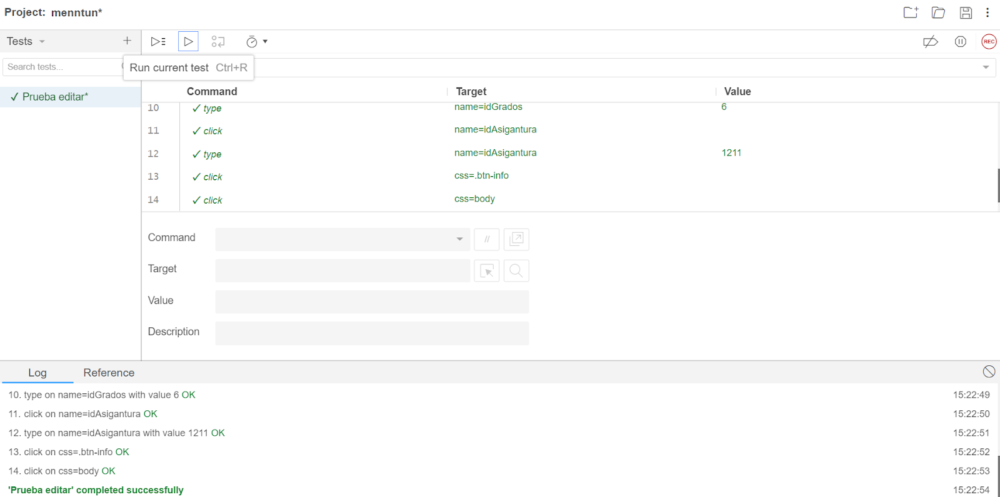 Project: menntun*
Tests
Search tests...
Run current test Ctrl+R
REC
✓ Prueba editar*
Command Target Value
10 ✓ type name=idGrados 6
11 ✓ click name=idAsigantura
12 ✓ type name=idAsigantura 1211
13 ✓ click css=.btn-info
14 ✓ click css=body
Command //
Target
Value
Description
Log Reference
10. type on name=idGrados with value 6 OK 15:22:49
11. click on name=idAsigantura OK 15:22:50
12. type on name=idAsigantura with value 1211 OK 15:22:51
13. click on css=.btn-info OK 15:22:52
14. click on css=body OK 15:22:53
'Prueba editar' completed successfully 15:22:54